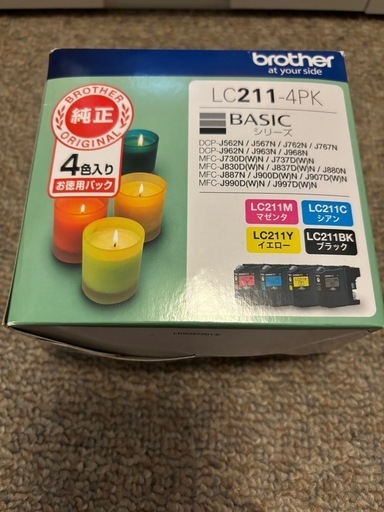 brother
at your side
BROTHER
純正
ORIGINAL
4色入り
お徳用パック
LC211-4PK
BASIC
シリーズ
DCP-J562N / J567N / J762N / J767N
DCP-J962N / J963N / J968N
MFC-J730D(W)N / J737D(W)N
MFC-J830D(W)N / J837D(W)N / J880N
MFC-J887N / J900D(W)N / J907D(W)N
MFC-J990D(W)N / J997D(W)N
LC211M
マゼンタ
LC211C
シアン
LC211Y
イエロー
LC211BK
ブラック